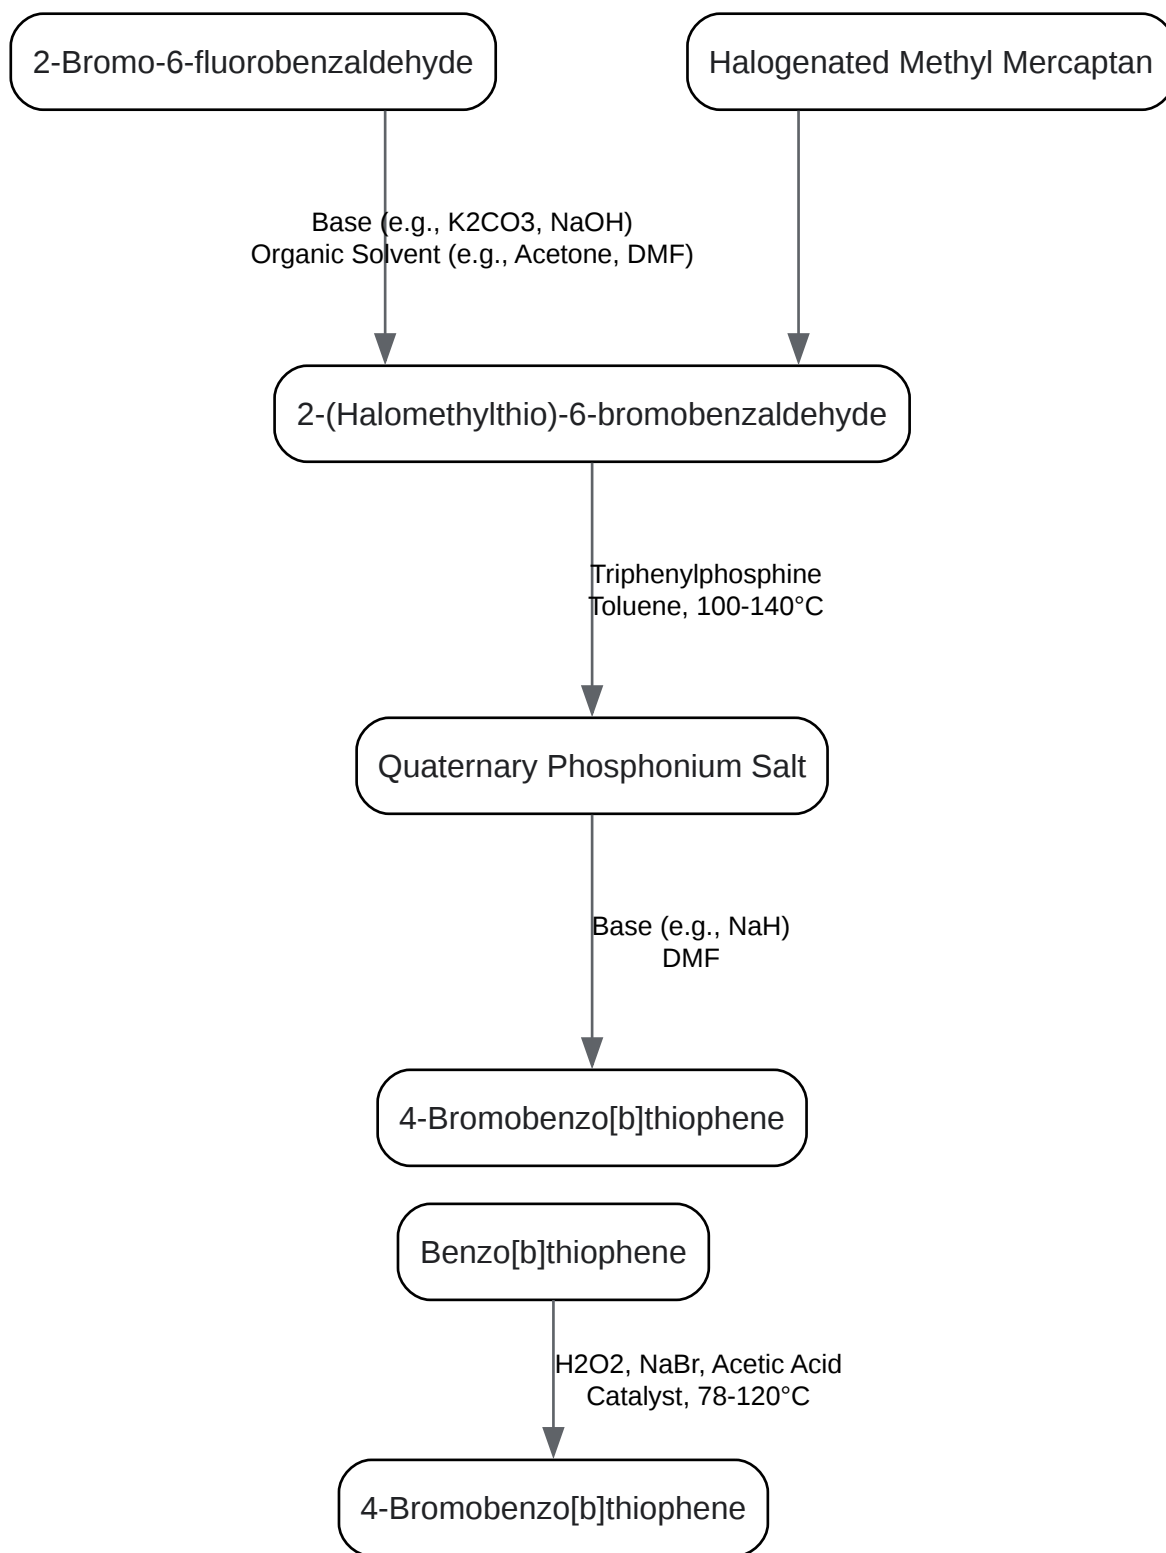 2-Bromo-6-fluorobenzaldehyde
Halogenated Methyl Mercaptan
Base (e.g., K2CO3, NaOH)
Organic Solvent (e.g., Acetone, DMF)
2-(Halomethylthio)-6-bromobenzaldehyde
Triphenylphosphine
Toluene, 100-140°C
Quaternary Phosphonium Salt
Base (e.g., NaH)
DMF
4-Bromobenzo[b]thiophene
Benzo[b]thiophene
H2O2, NaBr, Acetic Acid
Catalyst, 78-120°C
4-Bromobenzo[b]thiophene